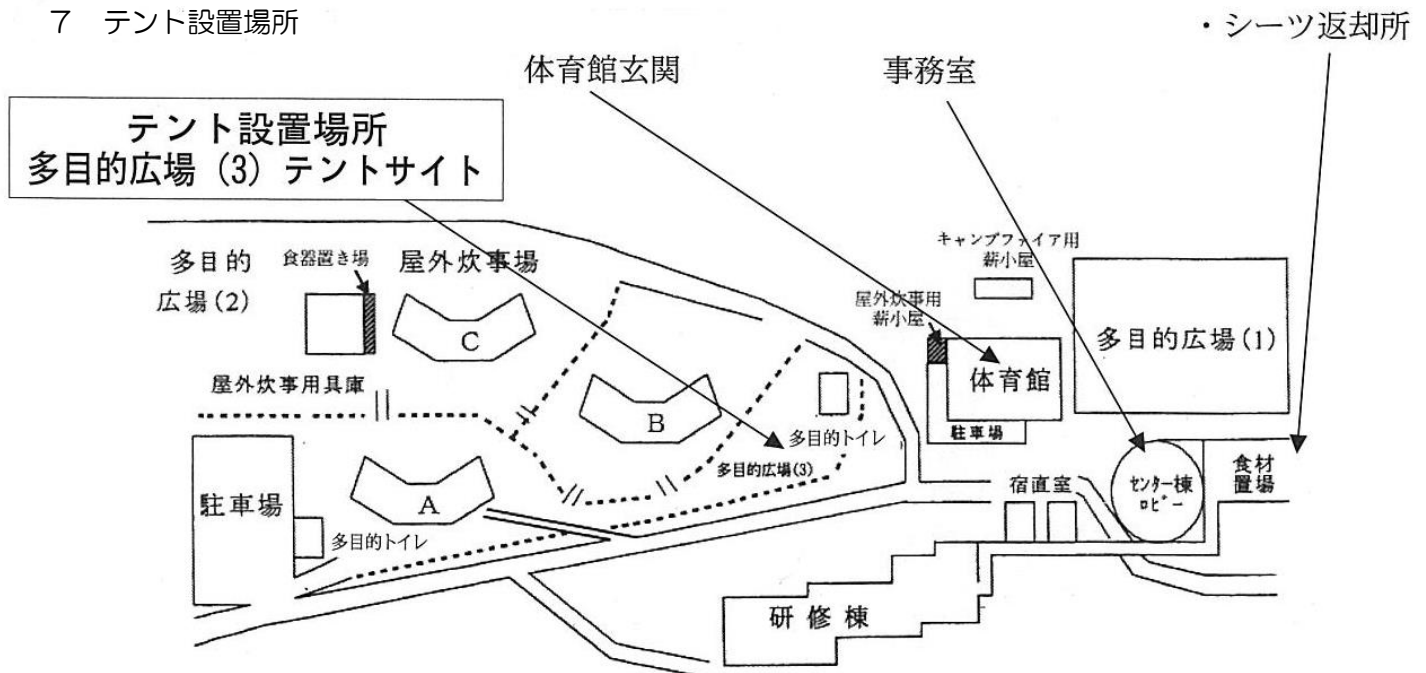 ７　テント設置場所
・シーツ返却所
体育館玄関
事務室
テント設置場所
多目的広場（3）テントサイト
多目的
広場(2)
食器置き場
屋外炊事場
キャンプファイア用
薪小屋
屋外炊事用
薪小屋
多目的広場(1)
C
体育館
屋外炊事用具庫
B
多目的トイレ
駐車場
多目的広場(3)
食材
置場
宿直室
センター棟
ロビー
駐車場
A
多目的トイレ
研修棟